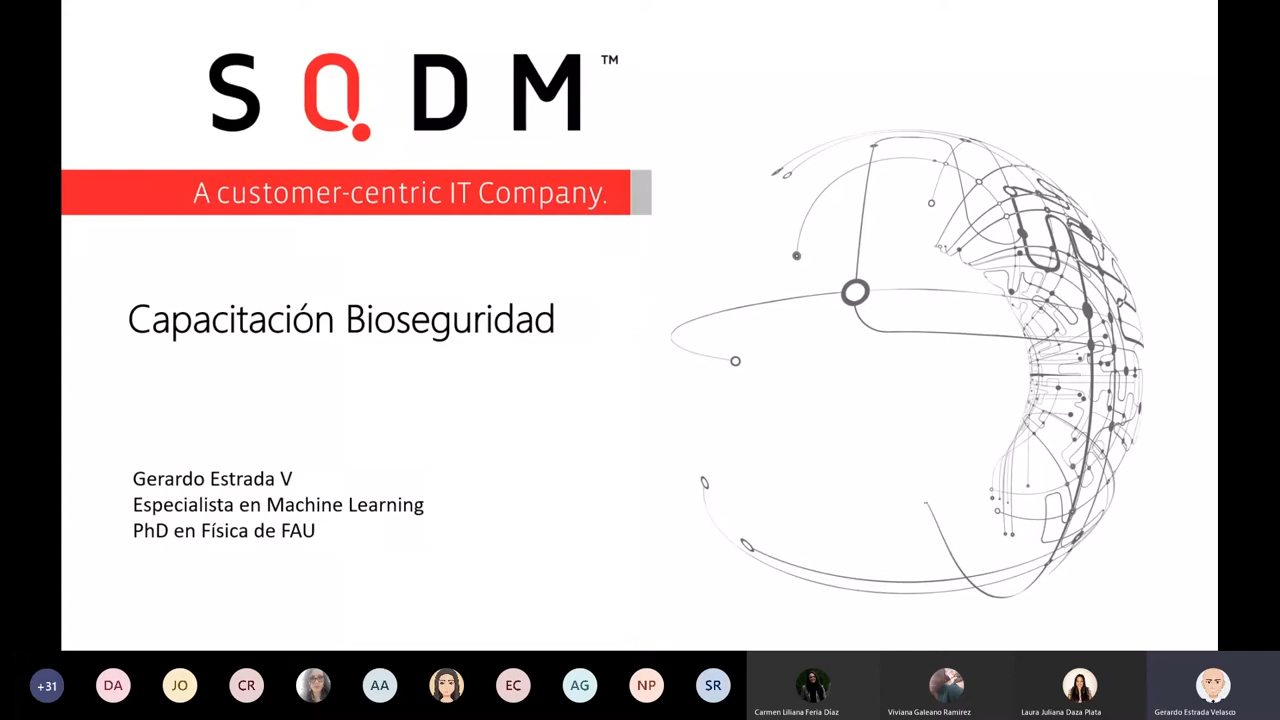 SQDM™
A customer-centric IT Company.
Capacitación Bioseguridad
Gerardo Estrada V
Especialista en Machine Learning
PhD en Física de FAU
+31
DA
JO
CR
AA
EC
AG
NP
SR
Carmen Liliana Feria Díaz
Viviana Galeano Ramirez
Laura Juliana Daza Plata
Gerardo Estrada Velasco